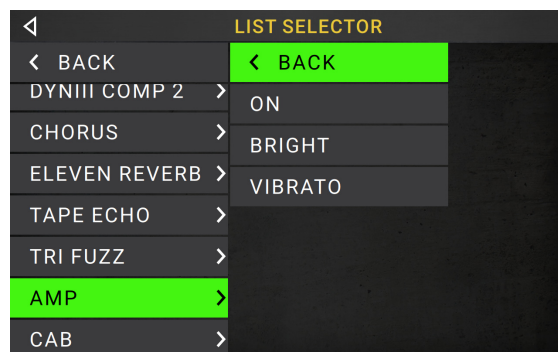 LIST SELECTOR
BACK
DYNIII COMP 2
CHORUS
ELEVEN REVERB
TAPE ECHO
TRI FUZZ
AMP
CAB
BACK
ON
BRIGHT
VIBRATO